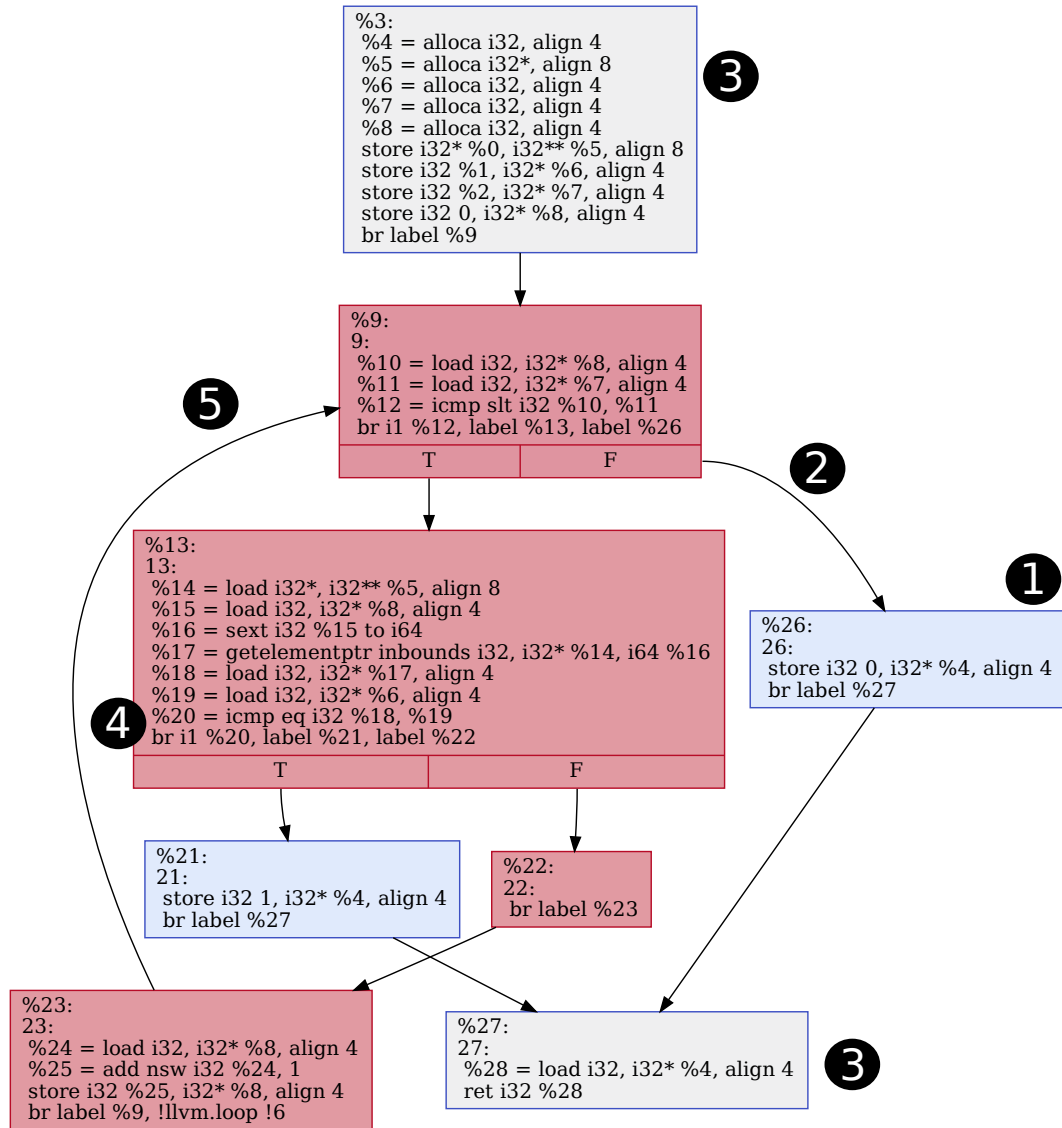 %3:
%4 = alloca i32, align 4
%5 = alloca i32*, align 8
%6 = alloca i32, align 4
%7 = alloca i32, align 4
%8 = alloca i32, align 4
store i32* %0, i32** %5, align 8
store i32 %1, i32* %6, align 4
store i32 %2, i32* %7, align 4
store i32 0, i32* %8, align 4
br label %9
3
%9:
9:
%10 = load i32, i32* %8, align 4
%11 = load i32, i32* %7, align 4
%12 = icmp slt i32 %10, %11
br i1 %12, label %13, label %26
T
F
5
2
%13:
13:
%14 = load i32*, i32** %5, align 8
%15 = load i32, i32* %8, align 4
%16 = sext i32 %15 to i64
%17 = getelementptr inbounds i32, i32* %14, i64 %16
%18 = load i32, i32* %17, align 4
%19 = load i32, i32* %6, align 4
%20 = icmp eq i32 %18, %19
br i1 %20, label %21, label %22
T
F
4
1
%26:
26:
store i32 0, i32* %4, align 4
br label %27
%21:
21:
store i32 1, i32* %4, align 4
br label %27
%22:
22:
br label %23
%23:
23:
%24 = load i32, i32* %8, align 4
%25 = add nsw i32 %24, 1
store i32 %25, i32* %8, align 4
br label %9, !llvm.loop !6
%27:
27:
%28 = load i32, i32* %4, align 4
ret i32 %28
3